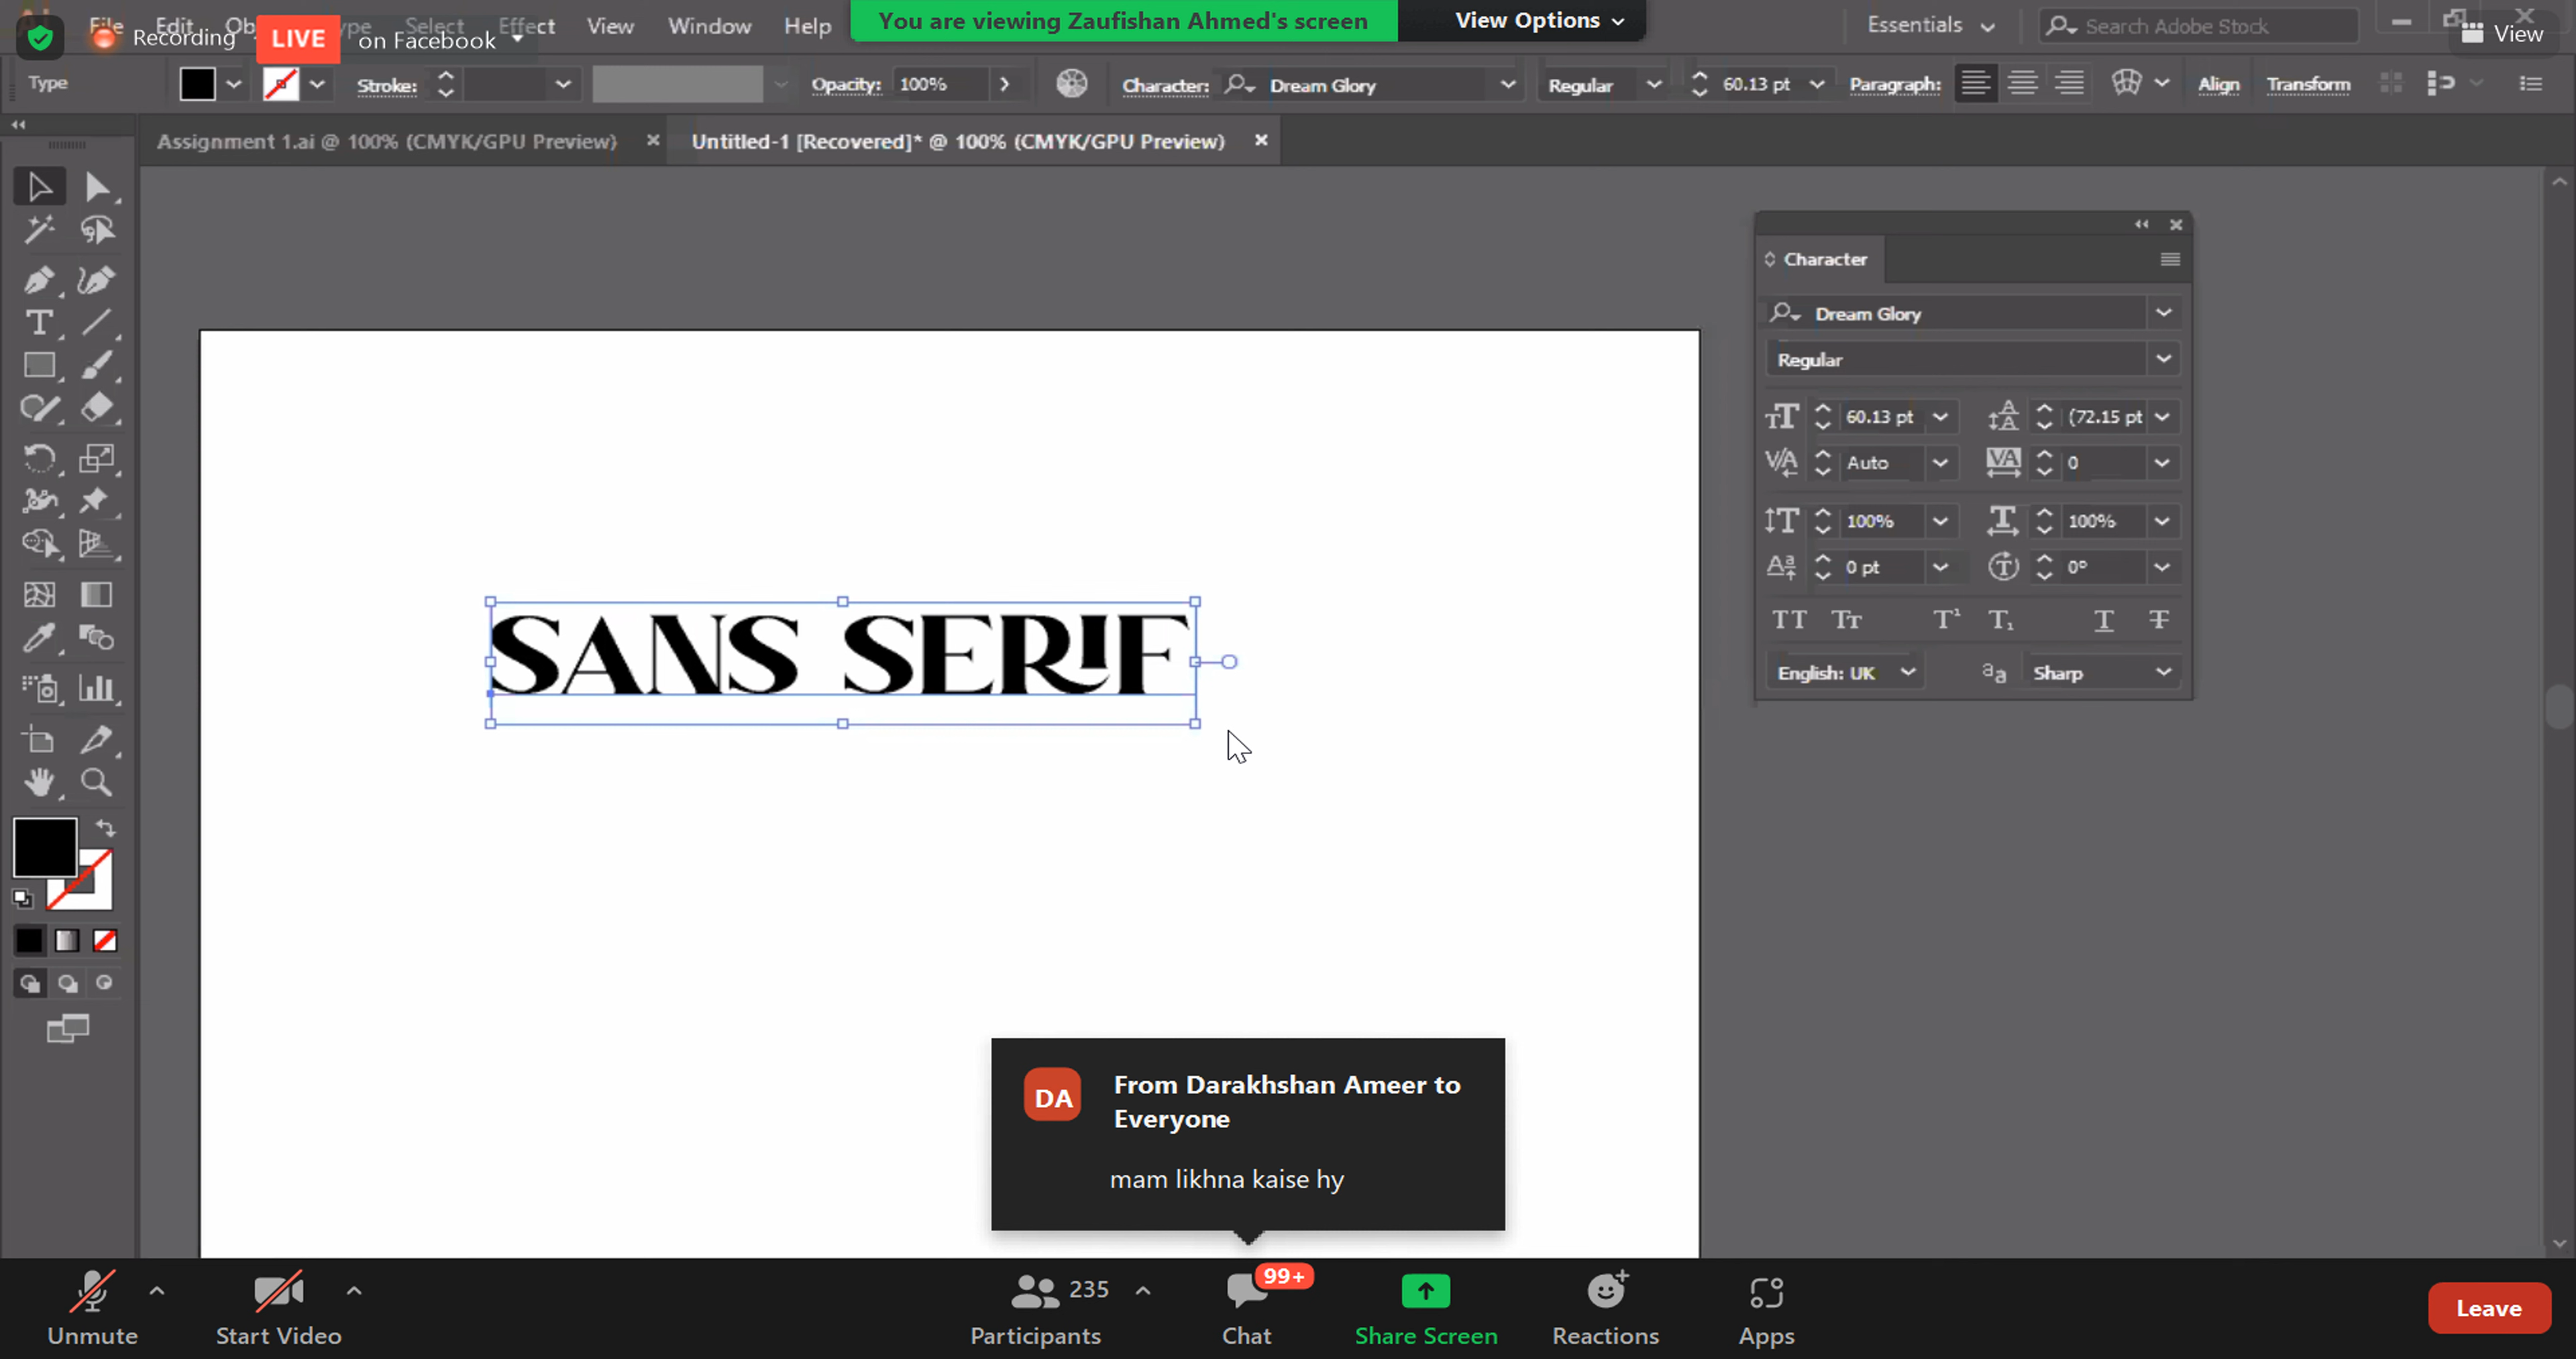 File Edit Select Effect View Window Help
Recording LIVE on Facebook
You are viewing Zaufishan Ahmed's screen View Options
Essentials Search Adobe Stock View
Type Stroke: Opacity: 100% Character: Dream Glory Regular 60.13 pt Paragraph: Align Transform
Assignment 1.ai @ 100% (CMYK/GPU Preview) Untitled-1 [Recovered]* @ 100% (CMYK/GPU Preview)
Character
Dream Glory
Regular
60.13 pt (72.15 pt
Auto 0
100% 100%
0 pt 0°
English: UK Sharp
SANS SERIF
DA From Darakhshan Ameer to
Everyone
mam likhna kaise hy
235 99+
Unmute Start Video Participants Chat Share Screen Reactions Apps Leave